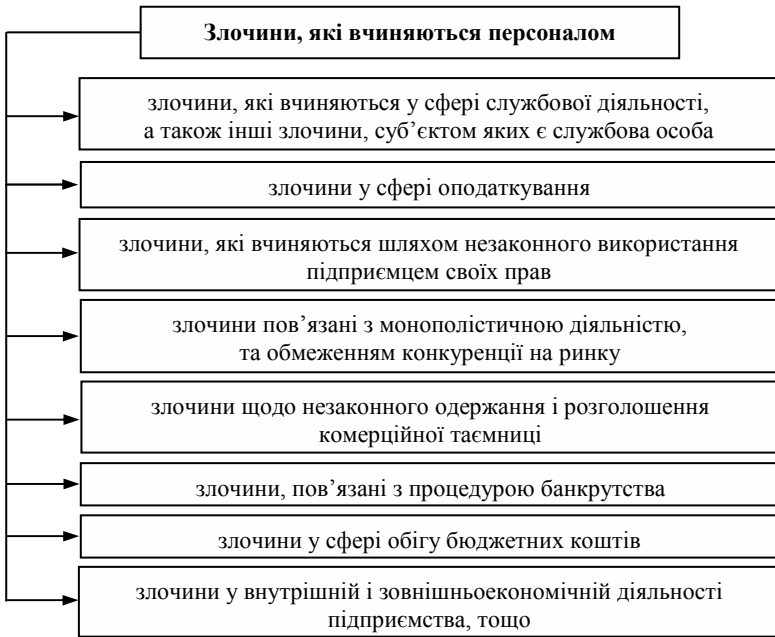 Злочини, які вчиняються персоналом
злочини, які вчиняються у сфері службової діяльності,
а також інші злочини, суб’єктом яких є службова особа
злочини у сфері оподаткування
злочини, які вчиняються шляхом незаконного використання
підприємцем своїх прав
злочини пов’язані з монополістичною діяльністю,
та обмеженням конкуренції на ринку
злочини щодо незаконного одержання і розголошення
комерційної таємниці
злочини, пов’язані з процедурою банкрутства
злочини у сфері обігу бюджетних коштів
злочини у внутрішній і зовнішньоекономічній діяльності
підприємства, тощо